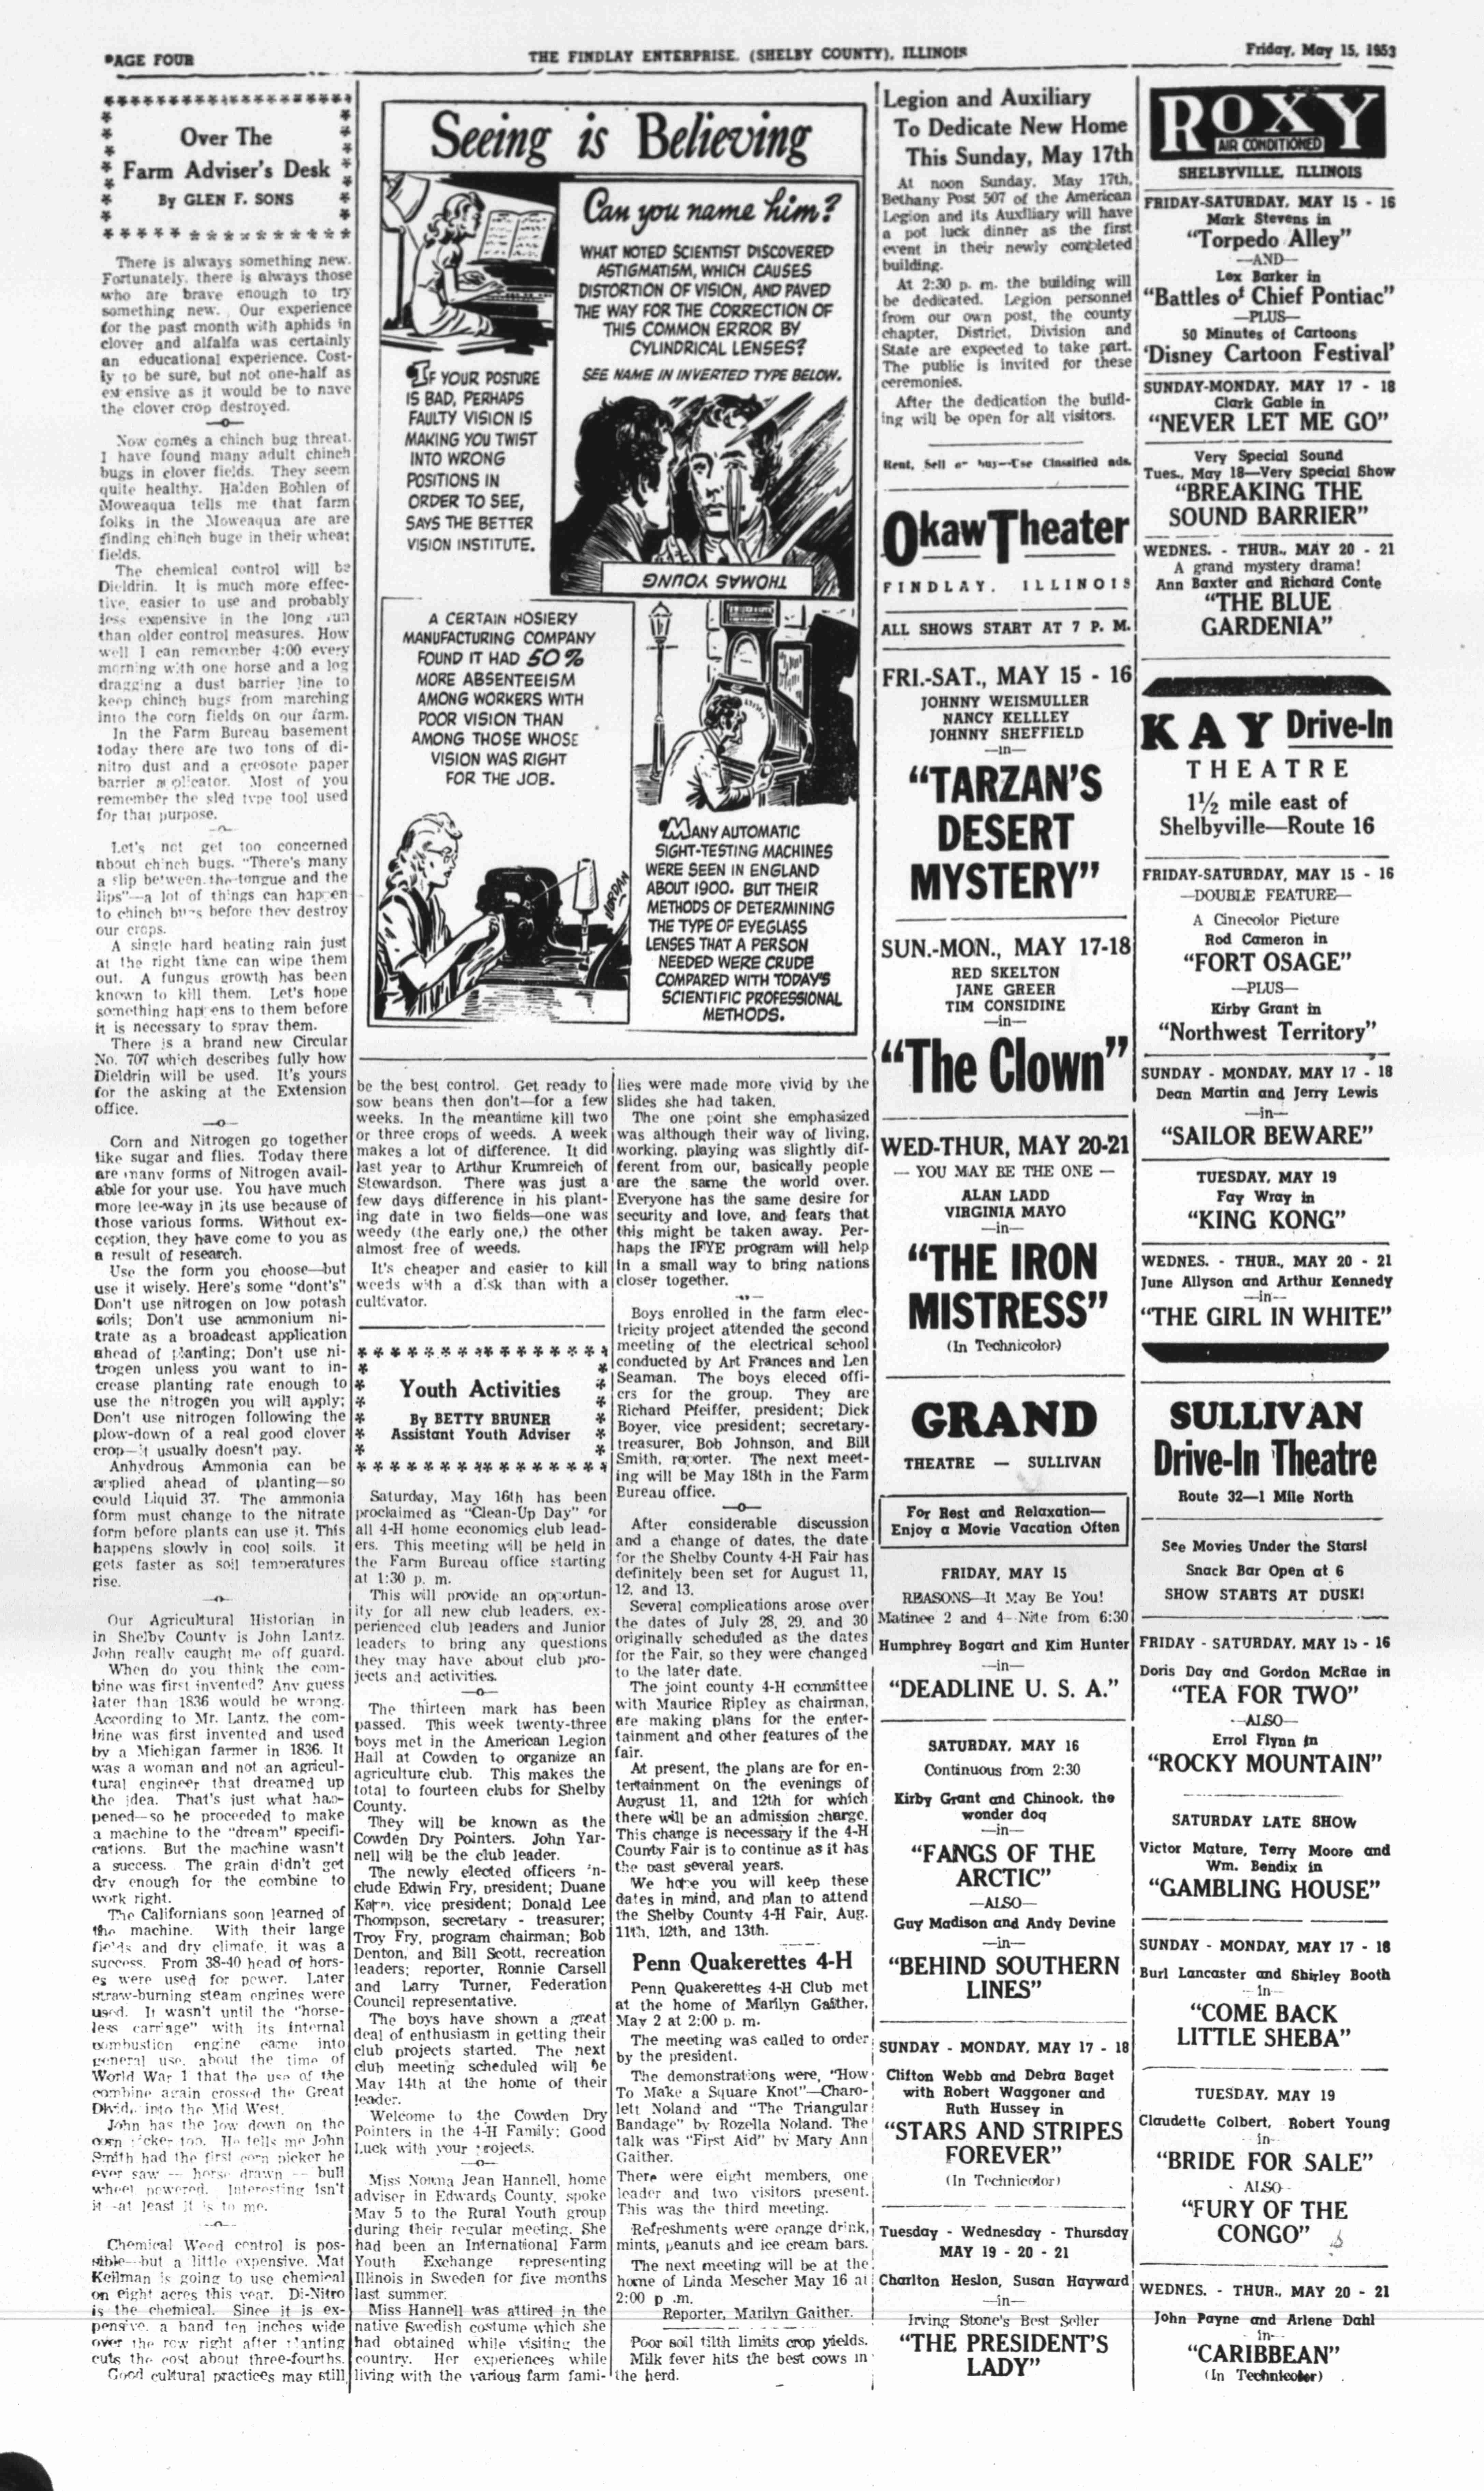 PAGE FOUR
THE FINDLAY ENTERPRISE, (SHELBY COUNTY), ILLINOIS
Friday, May 15, 1953
Over The
Farm Adviser's Desk
By GLEN F. SONS
There is always something new.
Fortunately, there is always those
who are brave enough to try
something new. Our experience
for the past month with aphids in
clover and alfalfa was certainly
an educational experience. Cost-
ly to be sure, but not one-half as
expensive as it would be to nave
the clover crop destroyed.
—o—
Now comes a chinch bug threat.
I have found many adult chinch
bugs in clover fields. They seem
quite healthy. Halden Bohlen of
Moweaqua tells me that farm
folks in the Moweaqua are are
finding chinch buge in their wheat
fields.
The chemical control will be
Dieldrin. It is much more effec-
tive, easier to use and probably
less expensive in the long run
than older control measures. How
well I can remember 4:00 every
morning with one horse and a log
dragging a dust barrier line to
keep chinch bugs from marching
into the corn fields on our farm.
In the Farm Bureau basement
today there are two tons of di-
nitro dust and a creosote paper
barrier applicator. Most of you
remember the sled type tool used
for that purpose.
—o—
Let's not get too concerned
about chinch bugs. "There's many
a slip between the tongue and the
lips"—a lot of things can happen
to chinch bugs before they destroy
our crops.
A single hard beating rain just
at the right time can wipe them
out. A fungus growth has been
known to kill them. Let's hope
something happens to them before
it is necessary to spray them.
There is a brand new Circular
No. 707 which describes fully how
Dieldrin will be used. It's yours
for the asking at the Extension
office.
—o—
Corn and Nitrogen go together
like sugar and flies. Today there
are many forms of Nitrogen avail-
able for your use. You have much
more lee-way in its use because of
those various forms. Without ex-
ception, they have come to you as
a result of research.
Use the form you choose—but
use it wisely. Here's some "dont's"
Don't use nitrogen on low potash
soils; Don't use ammonium ni-
trate as a broadcast application
ahead of planting; Don't use ni-
trogen unless you want to in-
crease planting rate enough to
use the nitrogen you will apply;
Don't use nitrogen following the
plow-down of a real good clover
crop—it usually doesn't pay.
Anhydrous Ammonia can be
applied ahead of planting—so
could Liquid 37. The ammonia
form must change to the nitrate
form before plants can use it. This
happens slowly in cool soils. It
gets faster as soil temperatures
rise.
—o—
Our Agricultural Historian in
in Shelby County is John Lantz.
John really caught me off guard.
When do you think the com-
bine was first invented? Any guess
later than 1836 would be wrong.
According to Mr. Lantz, the com-
bine was first invented and used
by a Michigan farmer in 1836. It
was a woman and not an agricul-
tural engineer that dreamed up
the idea. That's just what hap-
pened—so he proceeded to make
a machine to the "dream" specifi-
cations. But the machine wasn't
a success. The grain didn't get
dry enough for the combine to
work right.
The Californians soon learned of
the machine. With their large
fields and dry climate, it was a
success. From 38-40 head of hors-
es were used for power. Later
straw-burning steam engines were
used. It wasn't until the "horse-
less carriage" with its internal
combustion engine came into
general use, about the time of
World War I that the use of the
combine again crossed the Great
Divide into the Mid West.
John has the low down on the
corn picker too. He tells me John
Smith had the first corn picker he
ever saw -- horse drawn -- bull
wheel powered. Interesting isn't
it -at least it is to me.
—o—
Chemical Weed control is pos-
sible—but a little expensive. Mat
Keilman is going to use chemical
on eight acres this year. Di-Nitro
is the chemical. Since it is ex-
pensive, a band ten inches wide
over the row right after planting
cuts the cost about three-fourths.
Good cultural practices may still
Seeing is Believing
IF YOUR POSTURE
IS BAD, PERHAPS
FAULTY VISION IS
MAKING YOU TWIST
INTO WRONG
POSITIONS IN
ORDER TO SEE,
SAYS THE BETTER
VISION INSTITUTE.
Can you name him?
WHAT NOTED SCIENTIST DISCOVERED
ASTIGMATISM, WHICH CAUSES
DISTORTION OF VISION, AND PAVED
THE WAY FOR THE CORRECTION OF
THIS COMMON ERROR BY
CYLINDRICAL LENSES?
SEE NAME IN INVERTED TYPE BELOW.
THOMAS YOUNG
A CERTAIN HOSIERY
MANUFACTURING COMPANY
FOUND IT HAD 50%
MORE ABSENTEEISM
AMONG WORKERS WITH
POOR VISION THAN
AMONG THOSE WHOSE
VISION WAS RIGHT
FOR THE JOB.
JORDAN
MANY AUTOMATIC
SIGHT-TESTING MACHINES
WERE SEEN IN ENGLAND
ABOUT 1900. BUT THEIR
METHODS OF DETERMINING
THE TYPE OF EYEGLASS
LENSES THAT A PERSON
NEEDED WERE CRUDE
COMPARED WITH TODAY'S
SCIENTIFIC PROFESSIONAL
METHODS.
be the best control. Get ready to
sow beans then don't—for a few
weeks. In the meantime kill two
or three crops of weeds. A week
makes a lot of difference. It did
last year to Arthur Krumreich of
Stewardson. There was just a
few days difference in his plant-
ing date in two fields—one was
weedy (the early one,) the other
almost free of weeds.
It's cheaper and easier to kill
weeds with a disk than with a
cultivator.
Youth Activities
By BETTY BRUNER
Assistant Youth Adviser
Saturday, May 16th has been
proclaimed as "Clean-Up Day" for
all 4-H home economics club lead-
ers. This meeting will be held in
the Farm Bureau office starting
at 1:30 p. m.
This will provide an opportun-
ity for all new club leaders, ex-
perienced club leaders and Junior
leaders to bring any questions
they may have about club pro-
jects and activities.
—o—
The thirteen mark has been
passed. This week twenty-three
boys met in the American Legion
Hall at Cowden to organize an
agriculture club. This makes the
total to fourteen clubs for Shelby
County.
They will be known as the
Cowden Dry Pointers. John Yar-
nell will be the club leader.
The newly elected officers in-
clude Edwin Fry, president; Duane
Karn, vice president; Donald Lee
Thompson, secretary - treasurer;
Troy Fry, program chairman; Bob
Denton, and Bill Scott, recreation
leaders; reporter, Ronnie Carsell
and Larry Turner, Federation
Council representative.
The boys have shown a great
deal of enthusiasm in getting their
club projects started. The next
club meeting scheduled will be
May 14th at the home of their
leader.
Welcome to the Cowden Dry
Pointers in the 4-H Family; Good
Luck with your projects.
—o—
Miss Nouna Jean Hannell, home
adviser in Edwards County, spoke
May 5 to the Rural Youth group
during their regular meeting. She
had been an International Farm
Youth Exchange representing
Illinois in Sweden for five months
last summer.
Miss Hannell was attired in the
native Swedish costume which she
had obtained while visiting the
country. Her experiences while
living with the various farm fami-
lies were made more vivid by the
slides she had taken.
The one point she emphasized
was although their way of living,
working, playing was slightly dif-
ferent from our, basically people
are the same the world over.
Everyone has the same desire for
security and love, and fears that
this might be taken away. Per-
haps the IFYE program will help
in a small way to bring nations
closer together.
Boys enrolled in the farm elec-
tricity project attended the second
meeting of the electrical school
conducted by Art Frances and Len
Seaman. The boys eleced offi-
cers for the group. They are
Richard Pfeiffer, president; Dick
Boyer, vice president; secretary-
treasurer, Bob Johnson, and Bill
Smith, reporter. The next meet-
ing will be May 18th in the Farm
Bureau office.
—o—
After considerable discussion
and a change of dates, the date
for the Shelby County 4-H Fair has
definitely been set for August 11,
12, and 13.
Several complications arose over
the dates of July 28, 29, and 30
originally scheduled as the dates
for the Fair, so they were changed
to the later date.
The joint county 4-H committee
with Maurice Ripley as chairman,
are making plans for the enter-
tainment and other features of the
fair.
At present, the plans are for en-
tertainment on the evenings of
August 11, and 12th for which
there will be an admission charge.
This change is necessary if the 4-H
County Fair is to continue as it has
the past several years.
We hope you will keep these
dates in mind, and plan to attend
the Shelby County 4-H Fair, Aug.
11th, 12th, and 13th.
Penn Quakerettes 4-H
Penn Quakerettes 4-H Club met
at the home of Marilyn Gaither,
May 2 at 2:00 p. m.
The meeting was called to order
by the president.
The demonstrations were, "How
To Make a Square Knot"—Charo-
lett Noland and "The Triangular
Bandage" by Rozella Noland. The
talk was "First Aid" by Mary Ann
Gaither.
There were eight members, one
leader and two visitors present.
This was the third meeting.
Refreshments were orange drink,
mints, peanuts and ice cream bars.
The next meeting will be at the
home of Linda Mescher May 16 at
2:00 p .m.
Reporter, Marilyn Gaither.
Poor soil tilth limits crop yields.
Milk fever hits the best cows in
the herd.
Legion and Auxiliary
To Dedicate New Home
This Sunday, May 17th
At noon Sunday, May 17th,
Bethany Post 507 of the American
Legion and its Auxiliary will have
a pot luck dinner as the first
event in their newly completed
building.
At 2:30 p. m. the building will
be dedicated. Legion personnel
from our own post, the county
chapter, District, Division and
State are expected to take part.
The public is invited for these
ceremonies.
After the dedication the build-
ing will be open for all visitors.
Rent, Sell or buy—Use Classified ads.
Okaw Theater
FINDLAY, ILLINOIS
ALL SHOWS START AT 7 P. M.
FRI.-SAT., MAY 15 - 16
JOHNNY WEISMULLER
NANCY KELLLEY
JOHNNY SHEFFIELD
—in—
"TARZAN'S
DESERT
MYSTERY"
SUN.-MON., MAY 17-18
RED SKELTON
JANE GREER
TIM CONSIDINE
—in—
"The Clown"
WED-THUR, MAY 20-21
— YOU MAY BE THE ONE —
ALAN LADD
VIRGINIA MAYO
—in—
"THE IRON
MISTRESS"
(In Technicolor)
GRAND
THEATRE — SULLIVAN
For Rest and Relaxation—
Enjoy a Movie Vacation Often
FRIDAY, MAY 15
REASONS—It May Be You!
Matinee 2 and 4--Nite from 6:30
Humphrey Bogart and Kim Hunter
—in—
"DEADLINE U. S. A."
SATURDAY, MAY 16
Continuous from 2:30
Kirby Grant and Chinook, the
wonder dog
—in—
"FANGS OF THE
ARCTIC"
—ALSO—
Guy Madison and Andy Devine
—in—
"BEHIND SOUTHERN
LINES"
SUNDAY - MONDAY, MAY 17 - 18
Clifton Webb and Debra Baget
with Robert Waggoner and
Ruth Hussey in
"STARS AND STRIPES
FOREVER"
(In Technicolor)
Tuesday - Wednesday - Thursday
MAY 19 - 20 - 21
Charlton Heslon, Susan Hayward
—in—
Irving Stone's Best Seller
"THE PRESIDENT'S
LADY"
ROXY
AIR CONDITIONED
SHELBYVILLE, ILLINOIS
FRIDAY-SATURDAY, MAY 15 - 16
Mark Stevens in
"Torpedo Alley"
—AND—
Lex Barker in
"Battles of Chief Pontiac"
—PLUS—
50 Minutes of Cartoons
'Disney Cartoon Festival'
SUNDAY-MONDAY, MAY 17 - 18
Clark Gable in
"NEVER LET ME GO"
Very Special Sound
Tues., May 18—Very Special Show
"BREAKING THE
SOUND BARRIER"
WEDNES. - THUR., MAY 20 - 21
A grand mystery drama!
Ann Baxter and Richard Conte
"THE BLUE
GARDENIA"
KAY Drive-In
THEATRE
1½ mile east of
Shelbyville—Route 16
FRIDAY-SATURDAY, MAY 15 - 16
—DOUBLE FEATURE—
A Cinecolor Picture
Rod Cameron in
"FORT OSAGE"
—PLUS—
Kirby Grant in
"Northwest Territory"
SUNDAY - MONDAY, MAY 17 - 18
Dean Martin and Jerry Lewis
—in—
"SAILOR BEWARE"
TUESDAY, MAY 19
Fay Wray in
"KING KONG"
WEDNES. - THUR., MAY 20 - 21
June Allyson and Arthur Kennedy
—in—
"THE GIRL IN WHITE"
SULLIVAN
Drive-In Theatre
Route 32—1 Mile North
See Movies Under the Stars!
Snack Bar Open at 6
SHOW STARTS AT DUSK!
FRIDAY - SATURDAY, MAY 15 - 16
Doris Day and Gordon McRae in
"TEA FOR TWO"
—ALSO—
Errol Flynn in
"ROCKY MOUNTAIN"
SATURDAY LATE SHOW
Victor Mature, Terry Moore and
Wm. Bendix in
"GAMBLING HOUSE"
SUNDAY - MONDAY, MAY 17 - 18
Burl Lancaster and Shirley Booth
--in--
"COME BACK
LITTLE SHEBA"
TUESDAY, MAY 19
Claudette Colbert, Robert Young
--in--
"BRIDE FOR SALE"
ALSO
"FURY OF THE
CONGO"
WEDNES. - THUR., MAY 20 - 21
John Payne and Arlene Dahl
--in--
"CARIBBEAN"
(In Technicolor)